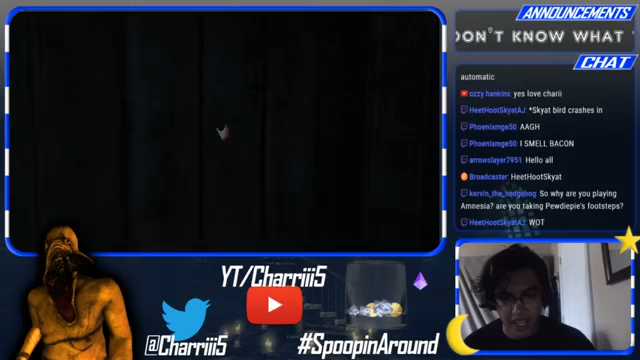 ANNOUNCEMENTS
DON'T KNOW WHAT
CHAT
automatic
ozzy hankins: yes love charii
HeetHootSkyatAJ: *Skyat bird crashes in
Phoenixmge50: AAGH
Phoenixmge50: I SMELL BACON
arrowslayer7951: Hello all
Broadcaster: HeetHootSkyat
kervin_the_hedgehog: So why are you playing
Amnesia? are you taking Pewdiepie's footsteps?
HeetHootSkyatAJ: WOT
YT/Charriii5
@Charriii5
#SpoopinAround